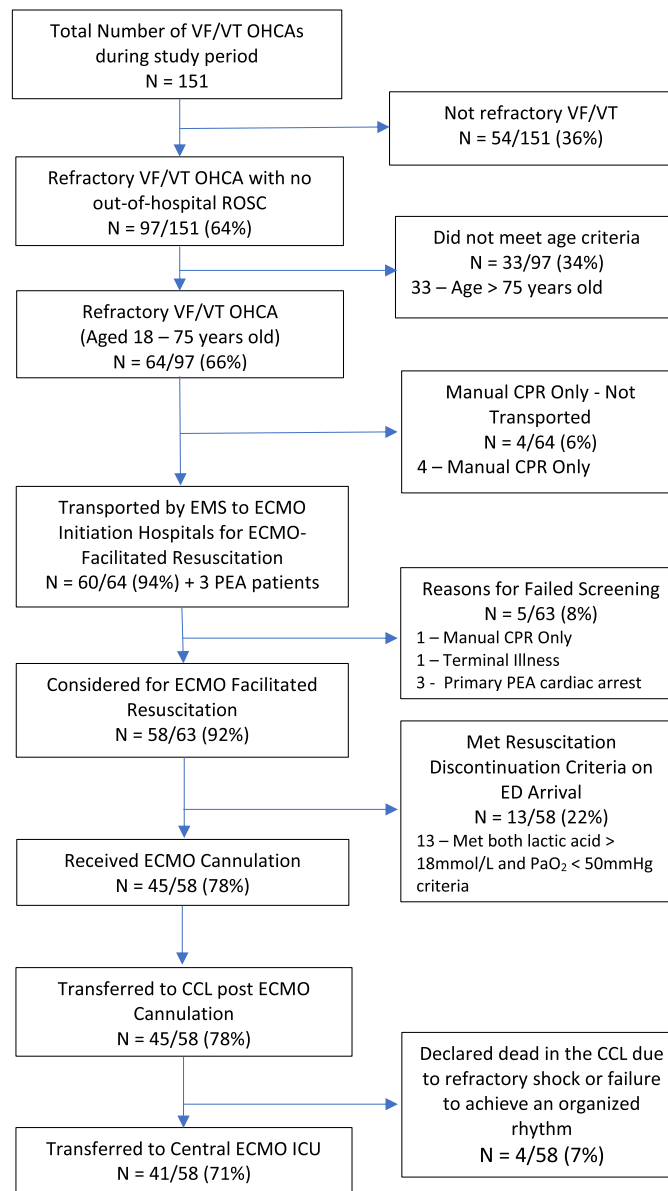 Total Number of VF/VT OHCAs
during study period
N = 151
Not refractory VF/VT
N = 54/151 (36%)
Refractory VF/VT OHCA with no
out-of-hospital ROSC
N = 97/151 (64%)
Did not meet age criteria
N = 33/97 (34%)
33 – Age > 75 years old
Refractory VF/VT OHCA
(Aged 18 – 75 years old)
N = 64/97 (66%)
Manual CPR Only - Not
Transported
N = 4/64 (6%)
4 – Manual CPR Only
Transported by EMS to ECMO
Initiation Hospitals for ECMO-
Facilitated Resuscitation
N = 60/64 (94%) + 3 PEA patients
Reasons for Failed Screening
N = 5/63 (8%)
1 – Manual CPR Only
1 – Terminal Illness
3 -  Primary PEA cardiac arrest
Considered for ECMO Facilitated
Resuscitation
N = 58/63 (92%)
Met Resuscitation
Discontinuation Criteria on
ED Arrival
N = 13/58 (22%)
13 – Met both lactic acid >
18mmol/L and PaO₂ < 50mmHg
criteria
Received ECMO Cannulation
N = 45/58 (78%)
Transferred to CCL post ECMO
Cannulation
N = 45/58 (78%)
Declared dead in the CCL due
to refractory shock or failure
to achieve an organized
rhythm
N = 4/58 (7%)
Transferred to Central ECMO ICU
N = 41/58 (71%)